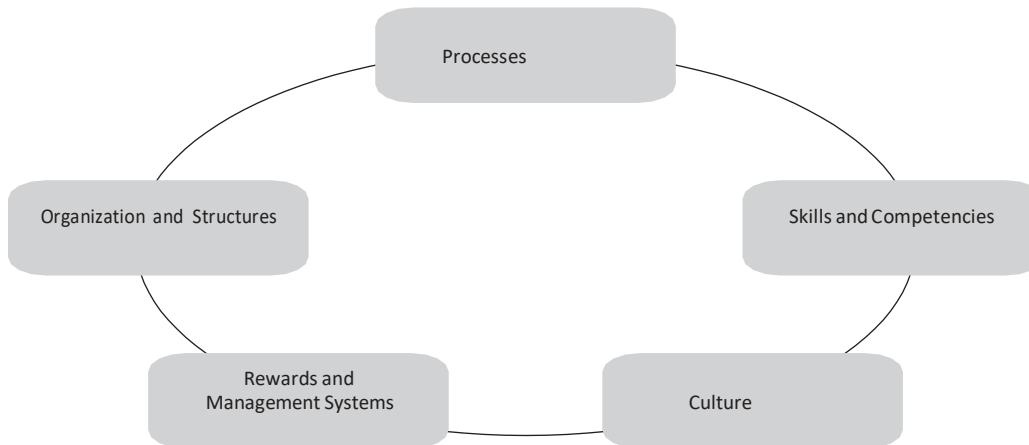 Processes
Organization and Structures
Skills and Competencies
Rewards and
Management Systems
Culture